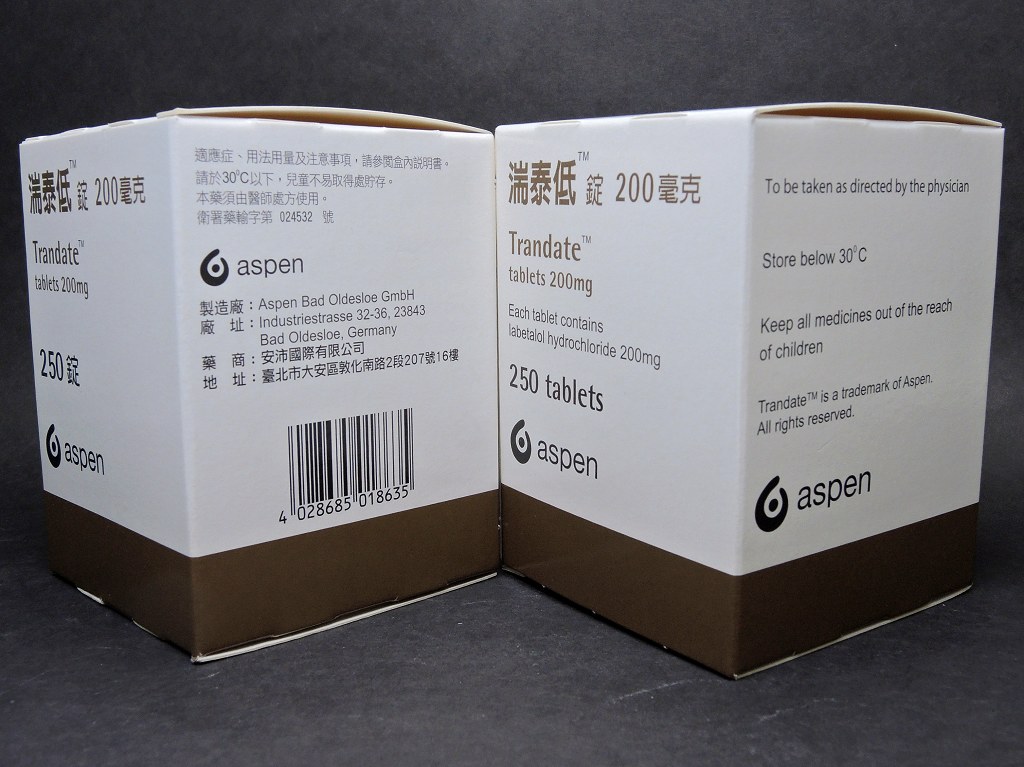 湍泰低™ 錠 200毫克
Trandate™
tablets 200mg
250錠
aspen
適應症、用法用量及注意事項，請參閱盒內說明書。
請於30°C以下，兒童不易取得處貯存。
本藥須由醫師處方使用。
衛署藥輸字第 024532 號
aspen
製造廠：Aspen Bad Oldesloe GmbH
廠 址：Industriestrasse 32-36, 23843
Bad Oldesloe, Germany
藥 商：安沛國際有限公司
地 址：臺北市大安區敦化南路2段207號16樓
4 028685 018635
湍泰低™ 錠 200毫克
Trandate™
tablets 200mg
Each tablet contains
labetalol hydrochloride 200mg
250 tablets
aspen
To be taken as directed by the physician
Store below 30°C
Keep all medicines out of the reach
of children
Trandate™ is a trademark of Aspen.
All rights reserved.
aspen